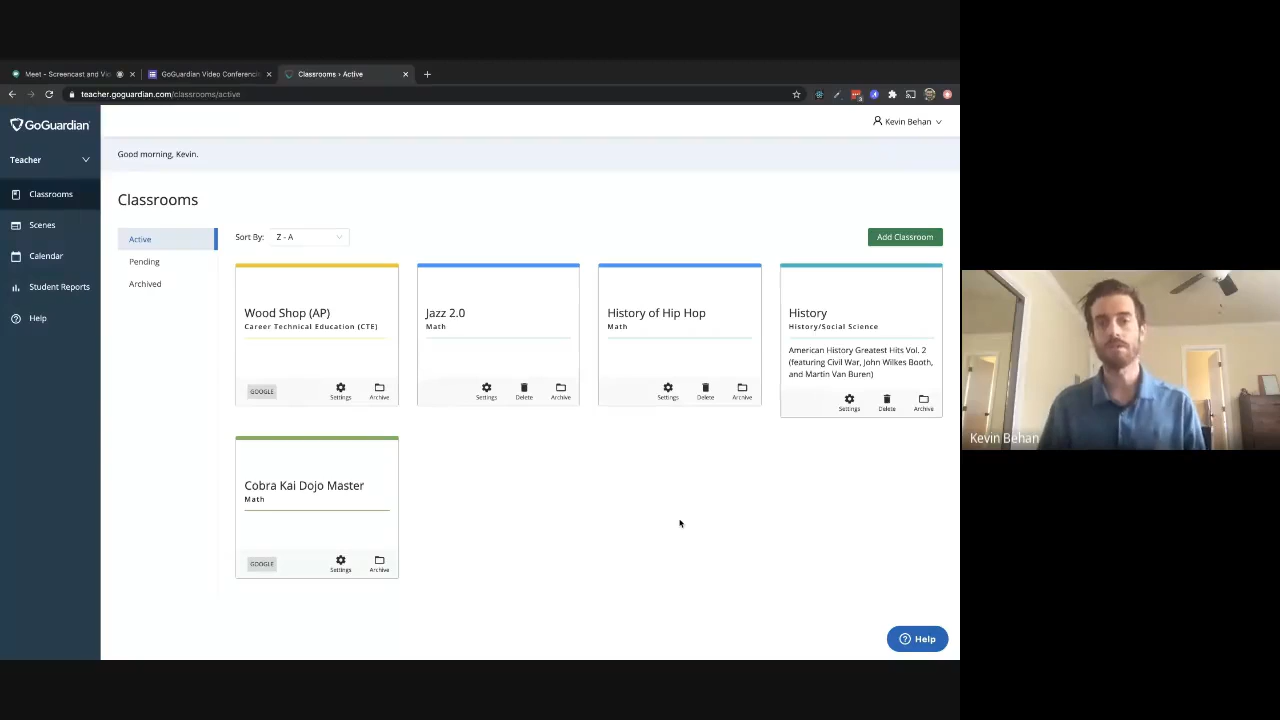 Meet - Screencast and Vi
GoGuardian Video Conferenci
Classrooms › Active
teacher.goguardian.com/classrooms/active
GoGuardian
Kevin Behan
Teacher
Good morning, Kevin.
Classrooms
Scenes
Calendar
Student Reports
Help
Classrooms
Active
Pending
Archived
Sort By:
Z - A
Add Classroom
Wood Shop (AP)
Career Technical Education (CTE)
GOOGLE
Settings
Archive
Jazz 2.0
Math
Settings
Delete
Archive
History of Hip Hop
Math
Settings
Delete
Archive
History
History/Social Science
American History Greatest Hits Vol. 2
(featuring Civil War, John Wilkes Booth,
and Martin Van Buren)
Settings
Delete
Archive
Cobra Kai Dojo Master
Math
GOOGLE
Settings
Archive
Help
Kevin Behan